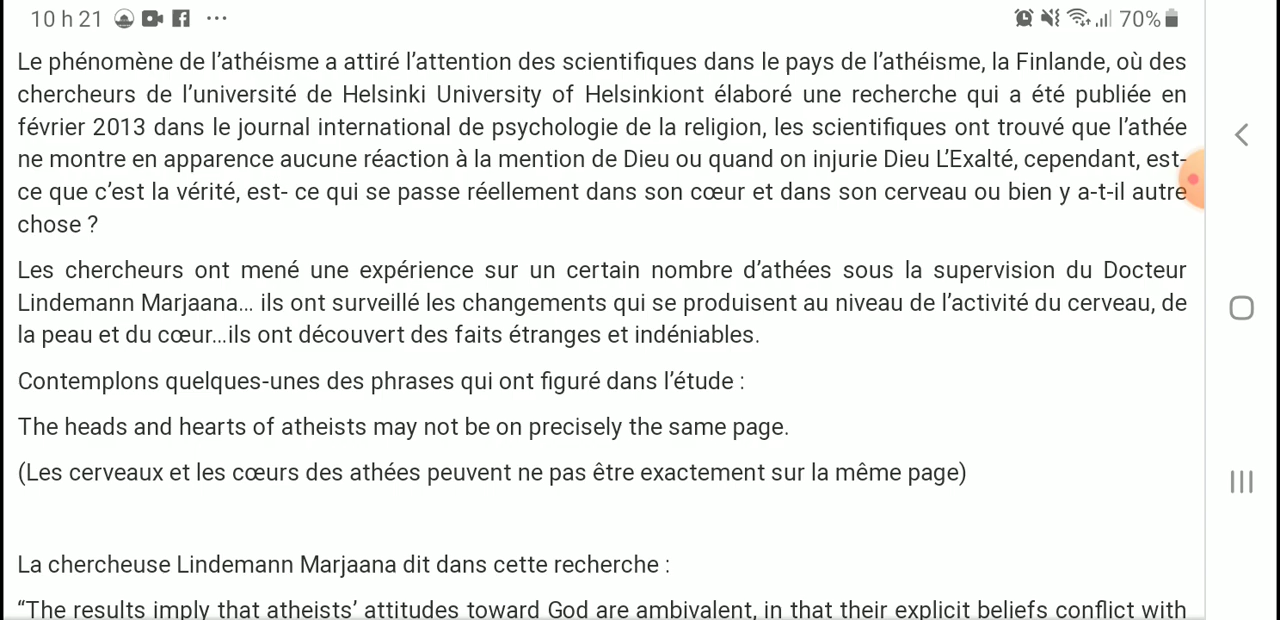 10 h 21 ... 70%
Le phénomène de l'athéisme a attiré l'attention des scientifiques dans le pays de l'athéisme, la Finlande, où des
chercheurs de l'université de Helsinki University of Helsinkiont élaboré une recherche qui a été publiée en
février 2013 dans le journal international de psychologie de la religion, les scientifiques ont trouvé que l'athée
ne montre en apparence aucune réaction à la mention de Dieu ou quand on injurie Dieu L'Exalté, cependant, est-
ce que c'est la vérité, est- ce qui se passe réellement dans son cœur et dans son cerveau ou bien y a-t-il autre
chose ?
Les chercheurs ont mené une expérience sur un certain nombre d'athées sous la supervision du Docteur
Lindemann Marjaana... ils ont surveillé les changements qui se produisent au niveau de l'activité du cerveau, de
la peau et du cœur...ils ont découvert des faits étranges et indéniables.
Contemplons quelques-unes des phrases qui ont figuré dans l'étude :
The heads and hearts of atheists may not be on precisely the same page.
(Les cerveaux et les cœurs des athées peuvent ne pas être exactement sur la même page)
La chercheuse Lindemann Marjaana dit dans cette recherche :
“The results imply that atheists' attitudes toward God are ambivalent, in that their explicit beliefs conflict with